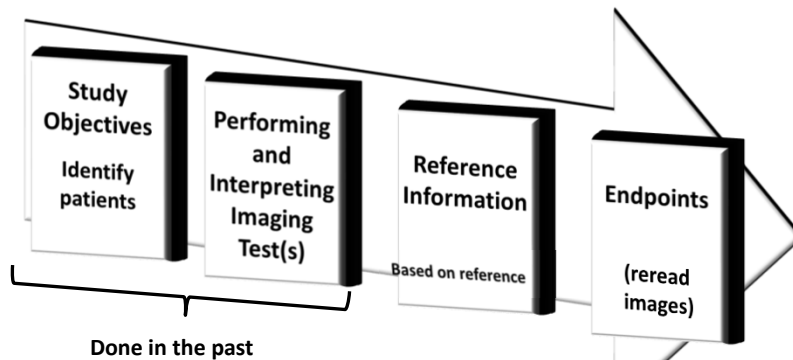 Study
Objectives
Identify
patients
Performing
and
Interpreting
Imaging
Test(s)
Reference
Information
Based on reference
Endpoints
(reread
images)
Done in the past